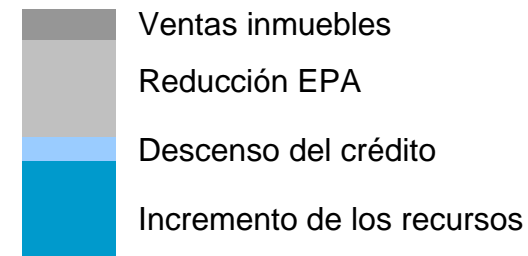 Ventas inmuebles
Reducción EPA
Descenso del crédito
Incremento de los recursos